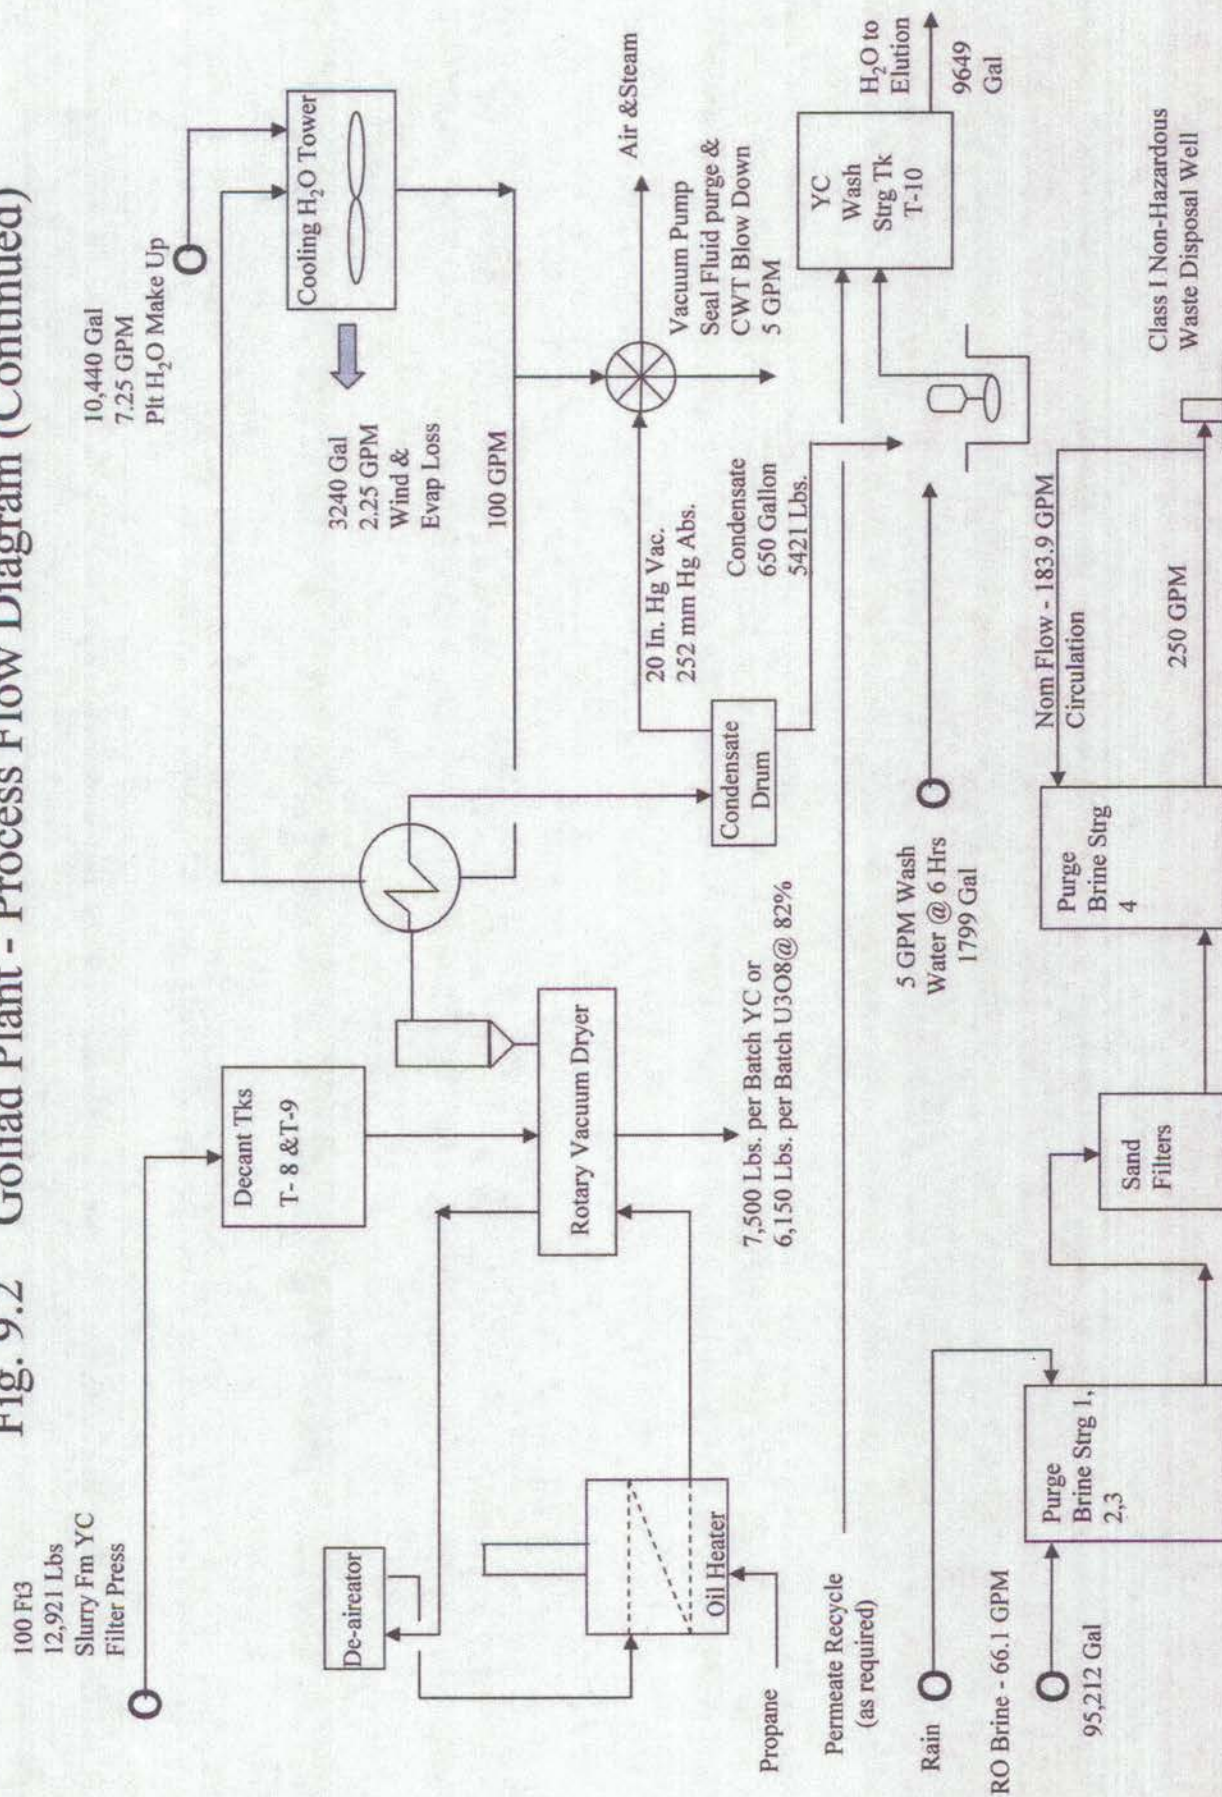 Fig. 9.2 Goliad Plant - Process Flow Diagram (Continued)
100 Ft3
12,921 Lbs
Slurry Fm YC
Filter Press
10,440 Gal
7.25 GPM
Plt H₂O Make Up
Decant Tks
T- 8 &T-9
Cooling H₂O Tower
3240 Gal
2.25 GPM
Wind &
Evap Loss
100 GPM
De-aireator
Oil Heater
Propane
Rotary Vacuum Dryer
7,500 Lbs. per Batch YC or
6,150 Lbs. per Batch U3O8@ 82%
Condensate
Drum
20 In. Hg Vac.
252 mm Hg Abs.
Condensate
650 Gallon
5421 Lbs.
Air &Steam
Vacuum Pump
Seal Fluid purge &
CWT Blow Down
5 GPM
Permeate Recycle
(as required)
YC
Wash
Strg Tk
T-10
H₂O to
Elution
9649
Gal
5 GPM Wash
Water @ 6 Hrs
1799 Gal
Rain
RO Brine - 66.1 GPM
95,212 Gal
Purge
Brine Strg 1,
2,3
Sand
Filters
Purge
Brine Strg
4
Nom Flow - 183.9 GPM
Circulation
250 GPM
Class I Non-Hazardous
Waste Disposal Well